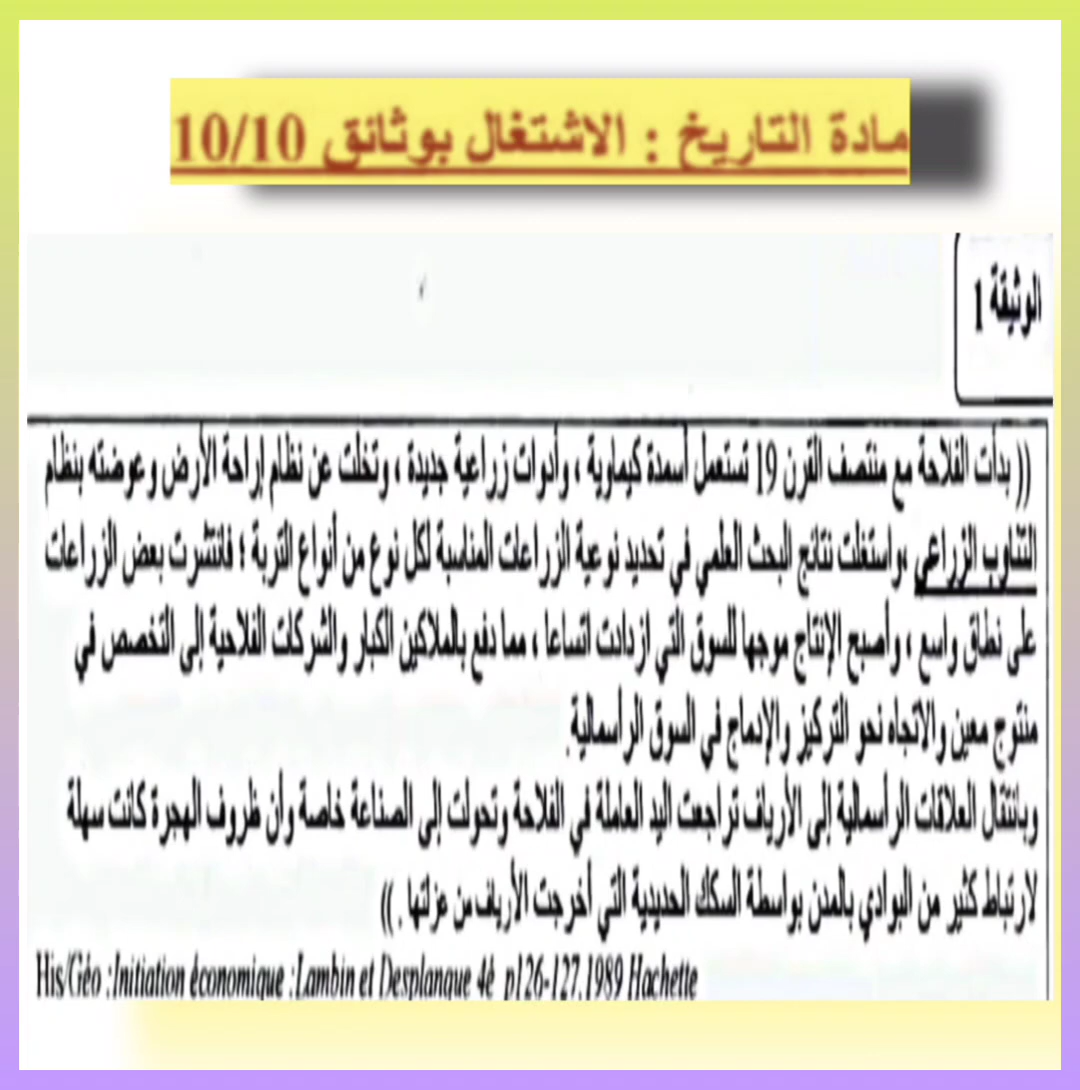 مادة التاريخ : الاشتغال بوثائق 10/10
الوثيقة 1
(( بدأت الفلاحة مع منتصف القرن 19 تستعمل أسمدة كيماوية ، وأدوات زراعية جديدة ، وتخلت عن نظام إراحة الأرض وعوضته بنظام
التناوب الزراعي ،واستغلت نتائج البحث العلمي في تحديد نوعية الزراعات المناسبة لكل نوع من أنواع التربة ؛ فانتشرت بعض الزراعات
على نطاق واسع ، وأصبح الإنتاج موجها للسوق التي ازدادت اتساعا ، مما دفع بالملاكين الكبار والشركات الفلاحية إلى التخصص في
منتوج معين والاتجاه نحو التركيز والإدماج في السوق الرأسمالية.
وبانتقال العلاقات الرأسمالية إلى الأرياف تراجعت اليد العاملة في الفلاحة وتحولت إلى الصناعة خاصة وأن ظروف الهجرة كانت سهلة
لارتباط كثير من البوادي بالمدن بواسطة السكك الحديدية التي أخرجت الأرياف من عزلتها . ))
His/Géo :Initiation économique :Lambin et Desplanque 4é p126-127.1989 Hachette